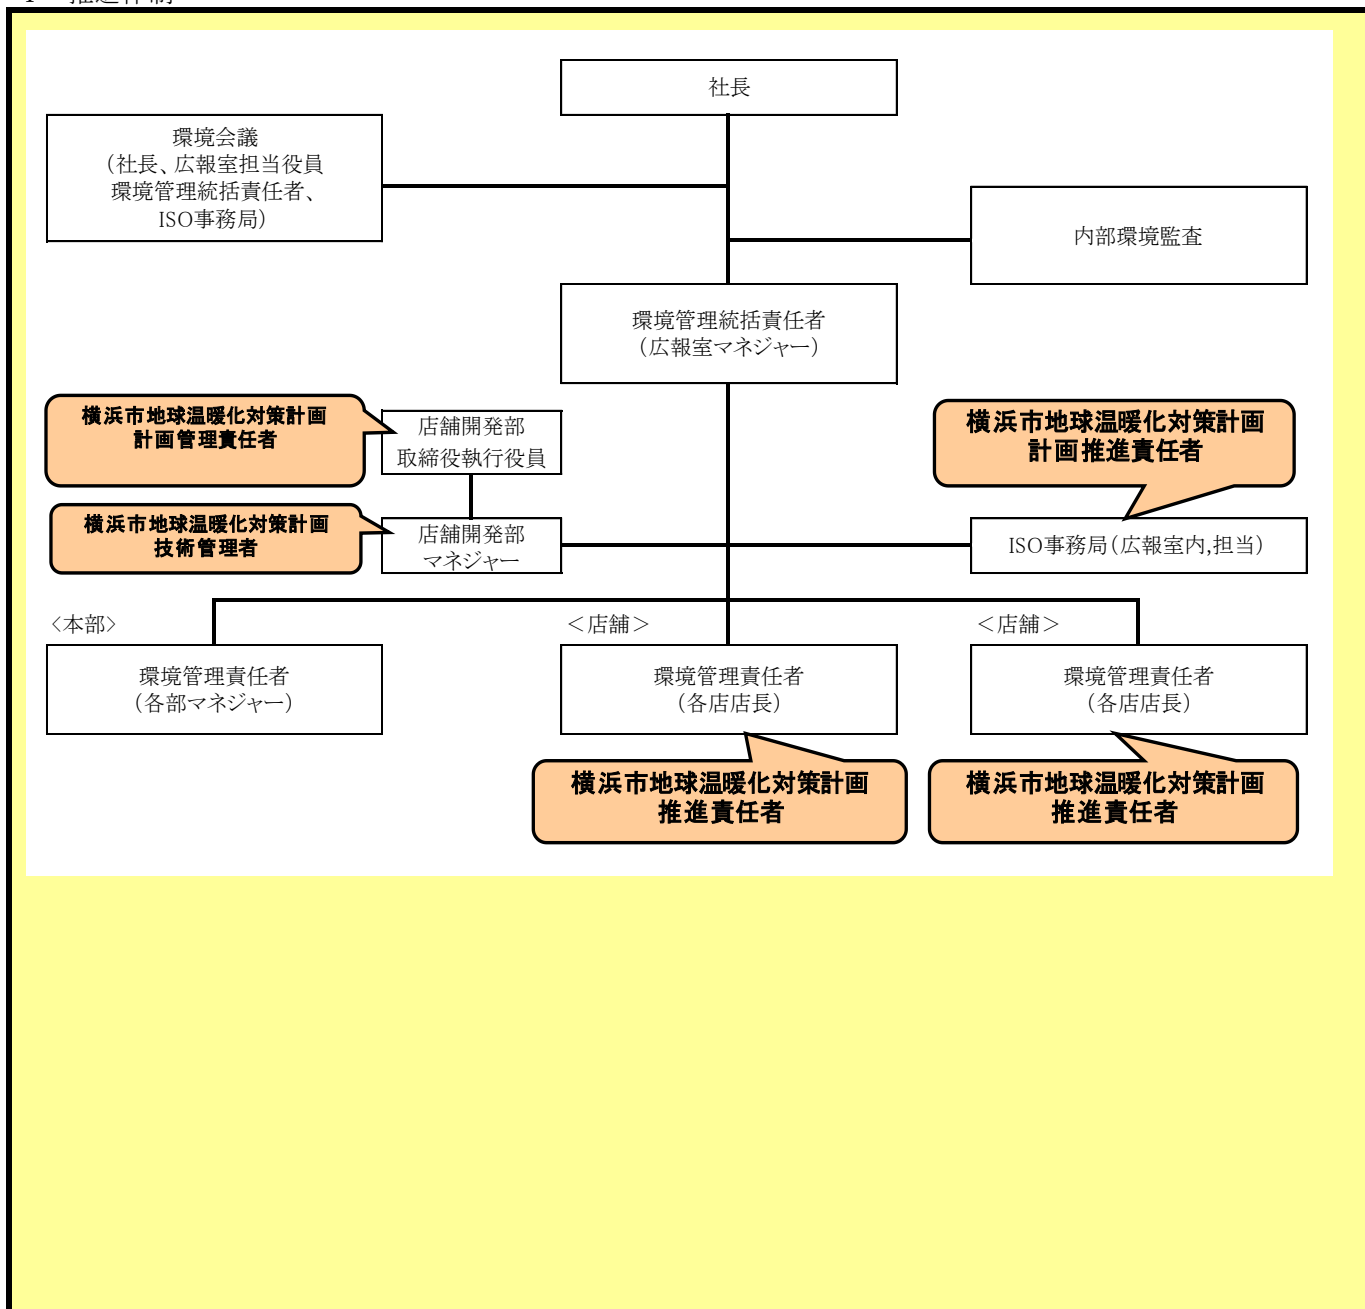 社長
環境会議
（社長、広報室担当役員
環境管理統括責任者、
ISO事務局）
内部環境監査
環境管理統括責任者
（広報室マネジャー）
横浜市地球温暖化対策計画
計画管理責任者
店舗開発部
取締役執行役員
横浜市地球温暖化対策計画
計画推進責任者
横浜市地球温暖化対策計画
技術管理者
店舗開発部
マネジャー
ISO事務局（広報室内,担当）
〈本部〉
＜店舗＞
＜店舗＞
環境管理責任者
（各部マネジャー）
環境管理責任者
（各店店長）
環境管理責任者
（各店店長）
横浜市地球温暖化対策計画
推進責任者
横浜市地球温暖化対策計画
推進責任者